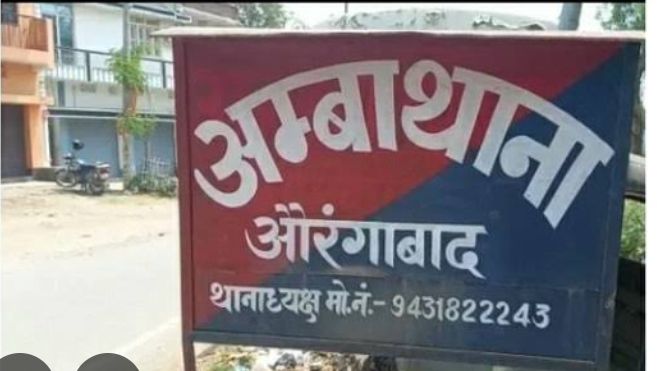 अम्बा थाना
औरंगाबाद
थानाध्यक्ष मो.नं.- 9431822243